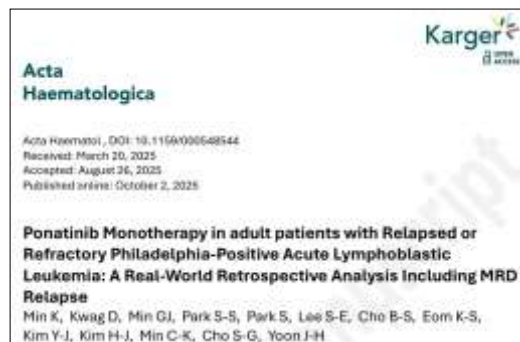 Karger
OPEN
ACCESS
Acta
Haematologica
Acta Haematol , DOI: 10.1159/000548544
Received: March 20, 2025
Accepted: August 26, 2025
Published online: October 2, 2025
Ponatinib Monotherapy in adult patients with Relapsed or
Refractory Philadelphia-Positive Acute Lymphoblastic
Leukemia: A Real-World Retrospective Analysis Including MRD
Relapse
Min K, Kwag D, Min GJ, Park S-S, Park S, Lee S-E, Cho B-S, Eom K-S,
Kim Y-J, Kim H-J, Min C-K, Cho S-G, Yoon J-H